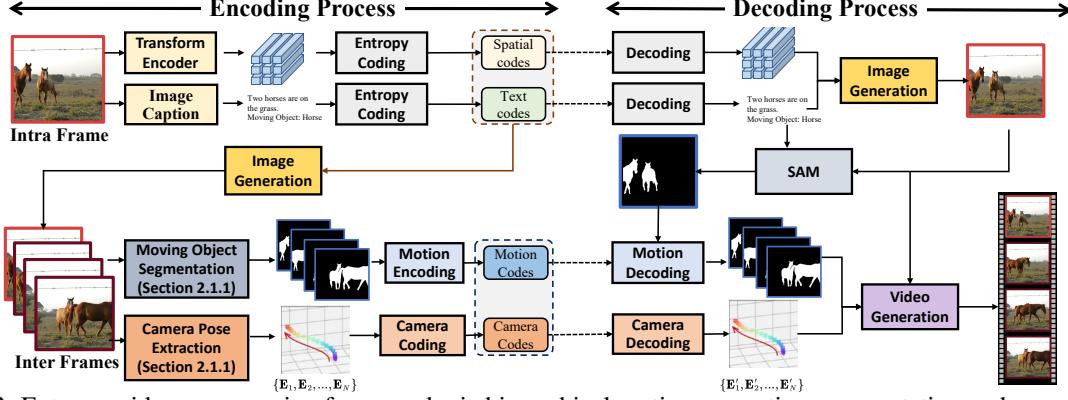 Encoding Process
Decoding Process
Transform
Encoder
Entropy
Coding
Spatial
codes
Decoding
Image
Generation
Image
Caption
Two horses are on
the grass.
Moving Object: Horse
Entropy
Coding
Text
codes
Decoding
Two horses are on
the grass.
Moving Object: Horse
Intra Frame
Image
Generation
SAM
Moving Object
Segmentation
(Section 2.1.1)
Motion
Encoding
Motion
Codes
Motion
Decoding
Video
Generation
Inter Frames
Camera Pose
Extraction
(Section 2.1.1)
Camera
Coding
Camera
Codes
Camera
Decoding
{E₁,E₂,...,E_N}
{E′₁,E′₂,...,E′_N}